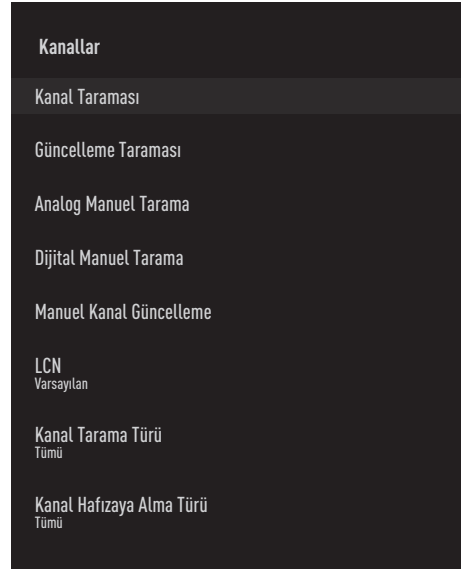 Kanallar
Kanal Taraması
Güncelleme Taraması
Analog Manuel Tarama
Dijital Manuel Tarama
Manuel Kanal Güncelleme
LCN
Varsayılan
Kanal Tarama Türü
Tümü
Kanal Hafızaya Alma Türü
Tümü